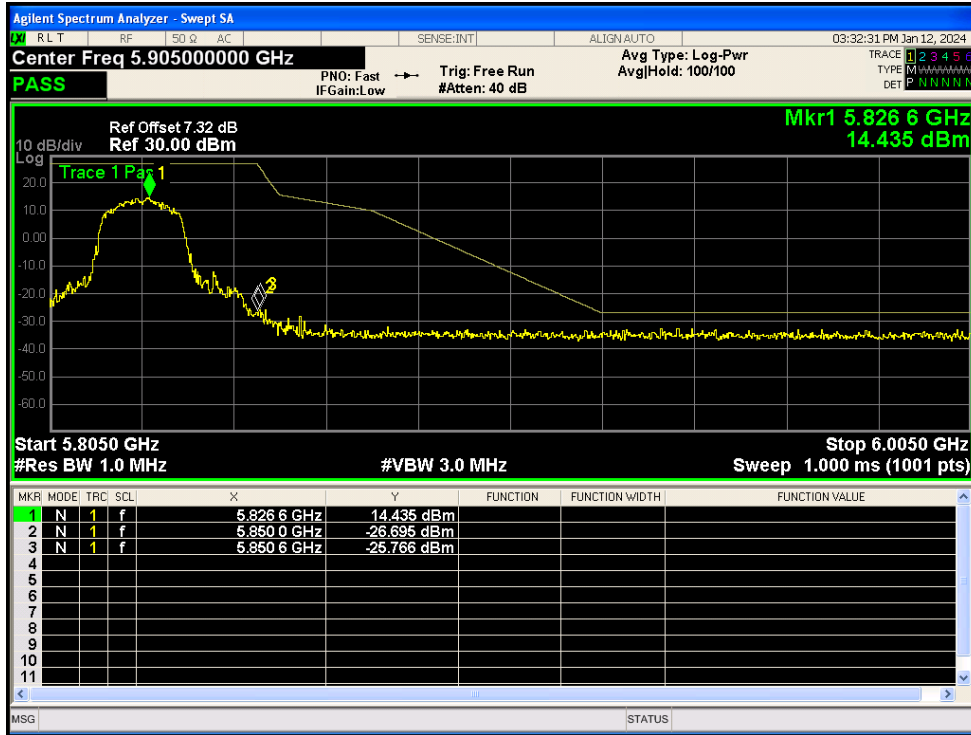 Agilent Spectrum Analyzer - Swept SA
LXI R L T RF 50 Ω AC SENSE:INT ALIGN AUTO 03:32:31 PM Jan 12, 2024
Center Freq 5.905000000 GHz
PASS
PNO: Fast
IFGain:Low
Trig: Free Run
#Atten: 40 dB
Avg Type: Log-Pwr
Avg|Hold: 100/100
TRACE 1 2 3 4 5 6
TYPE M
DET P N N N N N
Mkr1 5.826 6 GHz
14.435 dBm
Ref Offset 7.32 dB
10 dB/div Ref 30.00 dBm
Log
Trace 1 Pas 1
20.0
10.0
0.00
-10.0
-20.0
3
-30.0
-40.0
-50.0
-60.0
Start 5.8050 GHz Stop 6.0050 GHz
#Res BW 1.0 MHz #VBW 3.0 MHz Sweep 1.000 ms (1001 pts)
MKR MODE TRC SCL X Y FUNCTION FUNCTION WIDTH FUNCTION VALUE
1 N 1 f 5.826 6 GHz 14.435 dBm
2 N 1 f 5.850 0 GHz -26.695 dBm
3 N 1 f 5.850 6 GHz -25.766 dBm
4
5
6
7
8
9
10
11
MSG STATUS